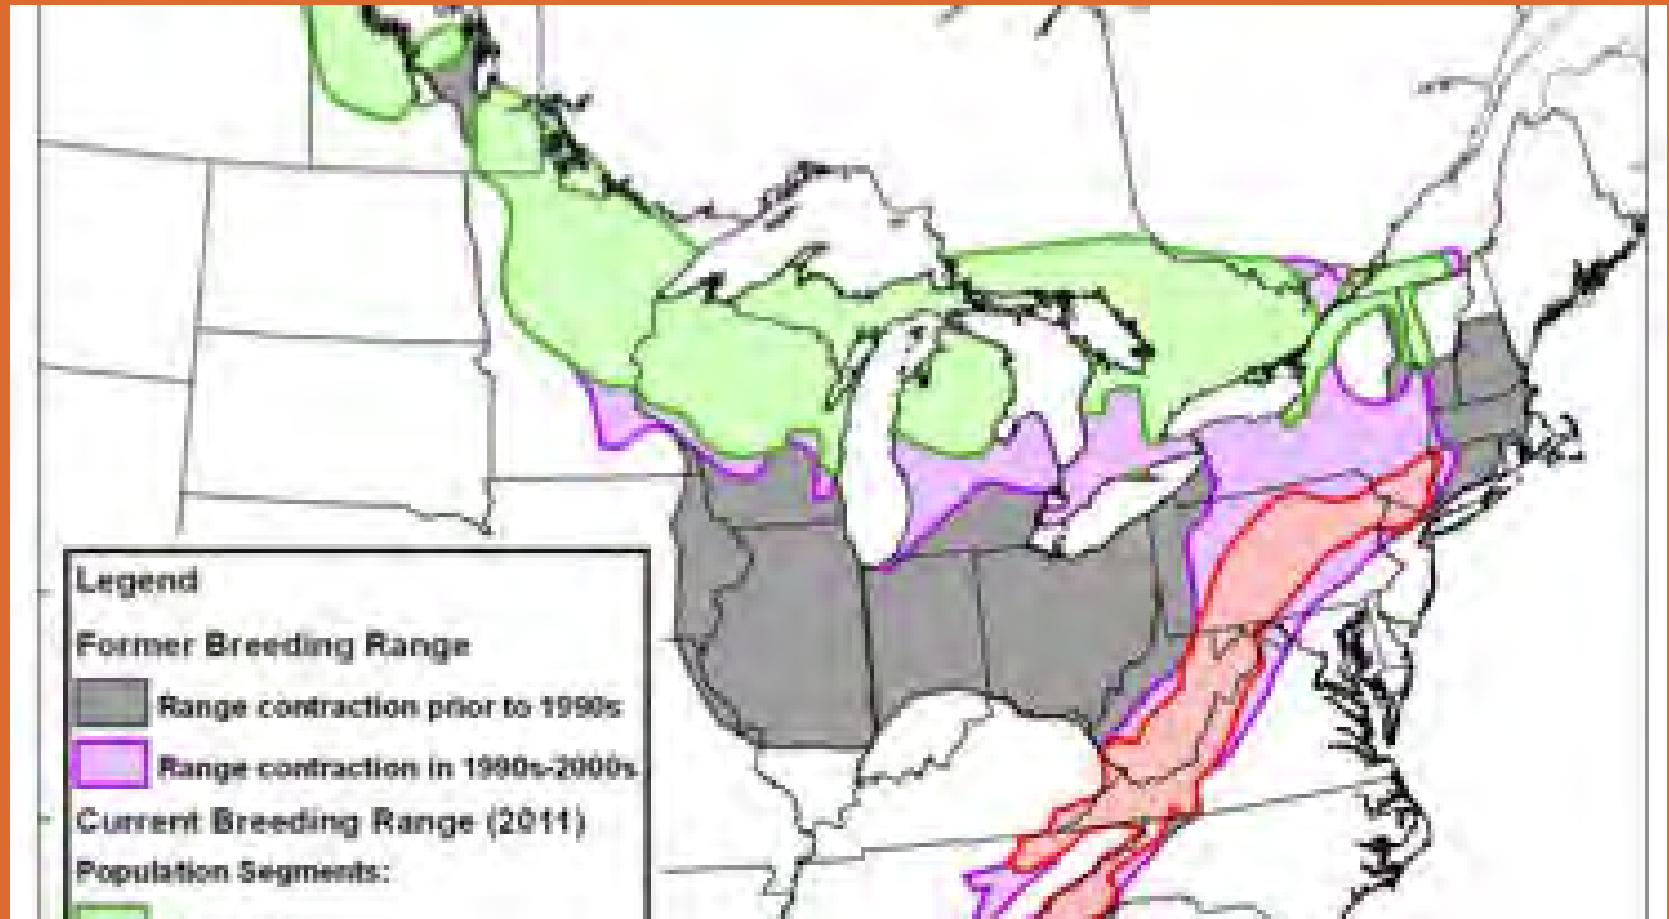 Legend
Former Breeding Range
Range contraction prior to 1990s
Range contraction in 1990s-2000s
Current Breeding Range (2011)
Population Segments: